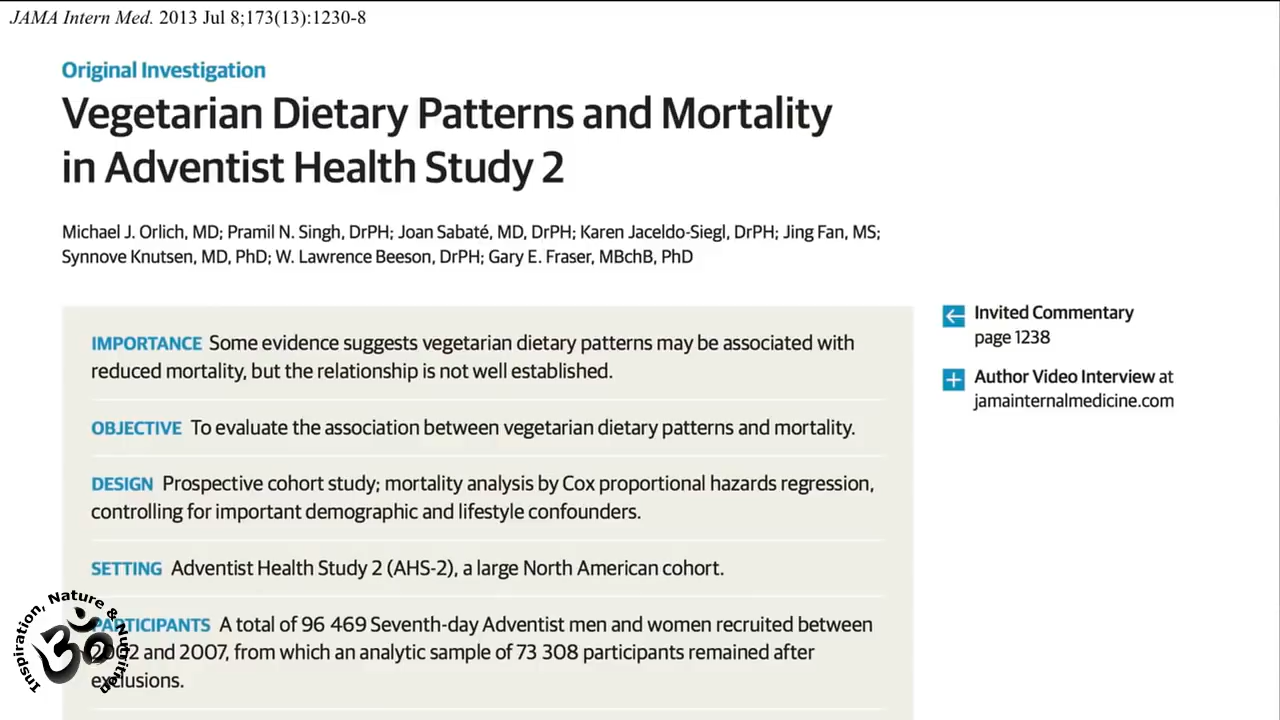 JAMA Intern Med. 2013 Jul 8;173(13):1230-8
Original Investigation
Vegetarian Dietary Patterns and Mortality
in Adventist Health Study 2
Michael J. Orlich, MD; Pramil N. Singh, DrPH; Joan Sabaté, MD, DrPH; Karen Jaceldo-Siegl, DrPH; Jing Fan, MS;
Synnove Knutsen, MD, PhD; W. Lawrence Beeson, DrPH; Gary E. Fraser, MBchB, PhD
IMPORTANCE Some evidence suggests vegetarian dietary patterns may be associated with
reduced mortality, but the relationship is not well established.
OBJECTIVE To evaluate the association between vegetarian dietary patterns and mortality.
DESIGN Prospective cohort study; mortality analysis by Cox proportional hazards regression,
controlling for important demographic and lifestyle confounders.
SETTING Adventist Health Study 2 (AHS-2), a large North American cohort.
PARTICIPANTS A total of 96 469 Seventh-day Adventist men and women recruited between
2002 and 2007, from which an analytic sample of 73 308 participants remained after
exclusions.
Invited Commentary
page 1238
Author Video Interview at
jamainternalmedicine.com
Inspiration, Nature & Nutrition
ॐ